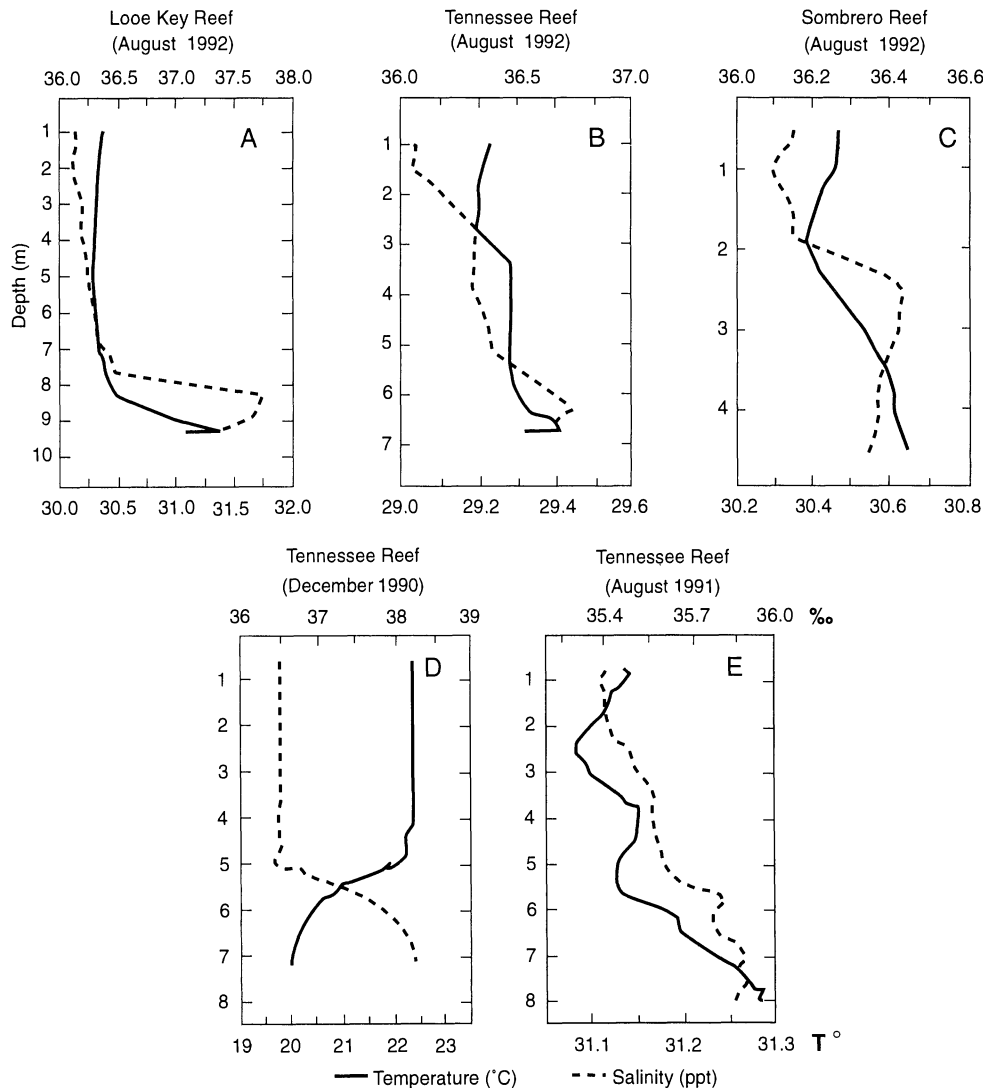 Looe Key Reef
(August 1992)
36.0 36.5 37.0 37.5 38.0
A
Depth (m)
1
2
3
4
5
6
7
8
9
10
30.0 30.5 31.0 31.5 32.0
Tennessee Reef
(August 1992)
36.0 36.5 37.0
B
1
2
3
4
5
6
7
29.0 29.2 29.4 29.6
Sombrero Reef
(August 1992)
36.0 36.2 36.4 36.6
C
1
2
3
4
30.2 30.4 30.6 30.8
Tennessee Reef
(December 1990)
36 37 38 39
D
1
2
3
4
5
6
7
8
19 20 21 22 23
Tennessee Reef
(August 1991)
35.4 35.7 36.0 ‰
E
1
2
3
4
5
6
7
8
31.1 31.2 31.3 T°
Temperature (°C) Salinity (ppt)